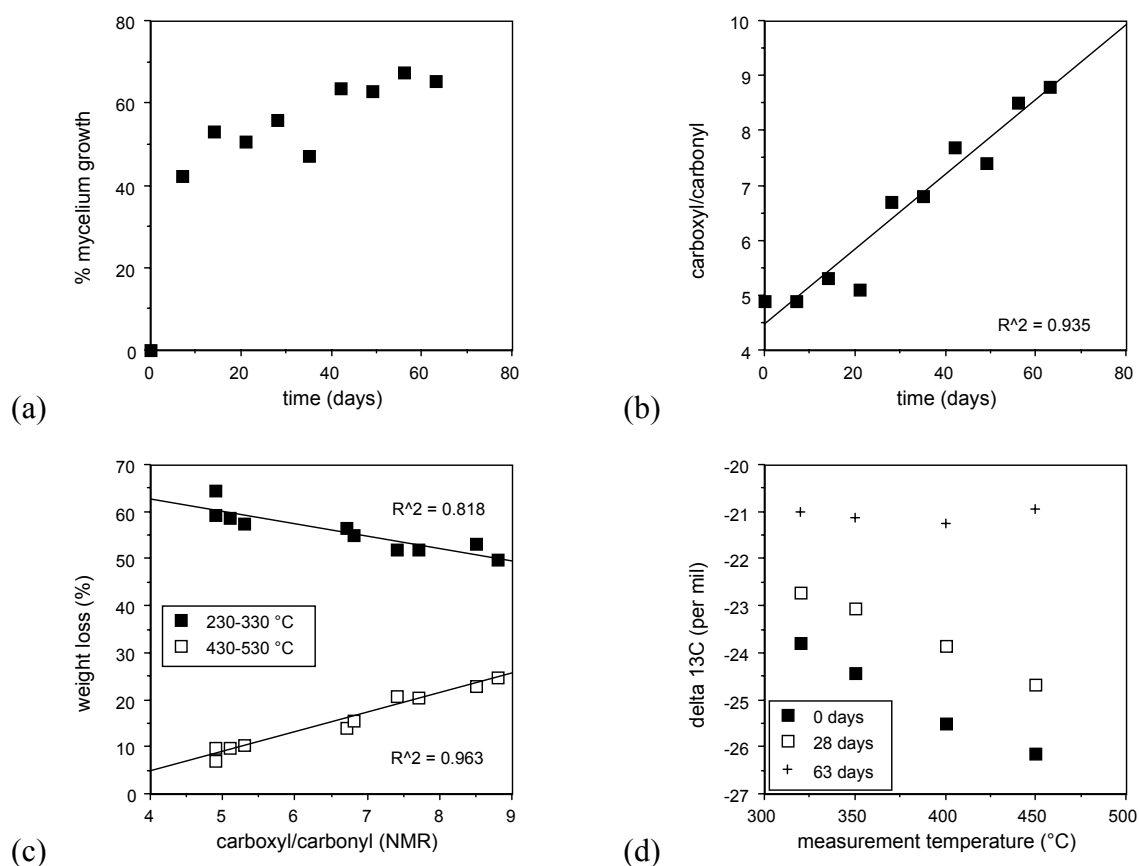 80
60
40
20
0
0 20 40 60 80
% mycelium growth
time (days)
(a)
10
9
8
7
6
5
4
0 20 40 60 80
carboxyl/carbonyl
R^2 = 0.935
time (days)
(b)
70
60
50
40
30
20
10
0
4 5 6 7 8 9
weight loss (%)
R^2 = 0.818
230-330 °C
430-530 °C
R^2 = 0.963
carboxyl/carbonyl (NMR)
(c)
-20
-21
-22
-23
-24
-25
-26
-27
300 350 400 450 500
delta 13C (per mil)
0 days
28 days
63 days
measurement temperature (°C)
(d)